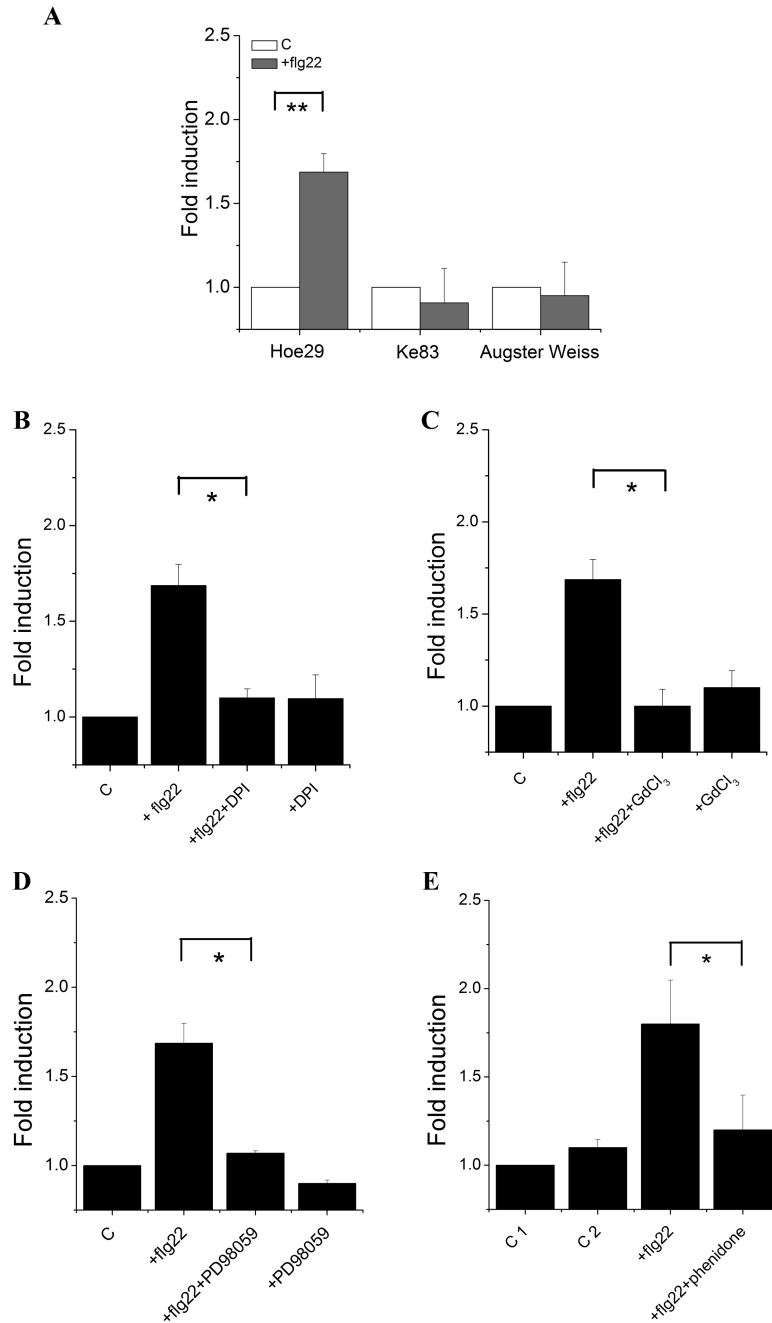 A
Fold induction
2.5
2.0
1.5
1.0
C
+flg22
**
Hoe29 Ke83 Augster Weiss
B
Fold induction
2.5
2.0
1.5
1.0
*
C
+ flg22
+flg22+DPI
+DPI
C
Fold induction
2.5
2.0
1.5
1.0
*
C
+flg22
+flg22+GdCl₃
+GdCl₃
D
Fold induction
2.5
2.0
1.5
1.0
*
C
+flg22
+flg22+PD98059
+PD98059
E
Fold induction
2.5
2.0
1.5
1.0
*
C 1
C 2
+flg22
+flg22+phenidone